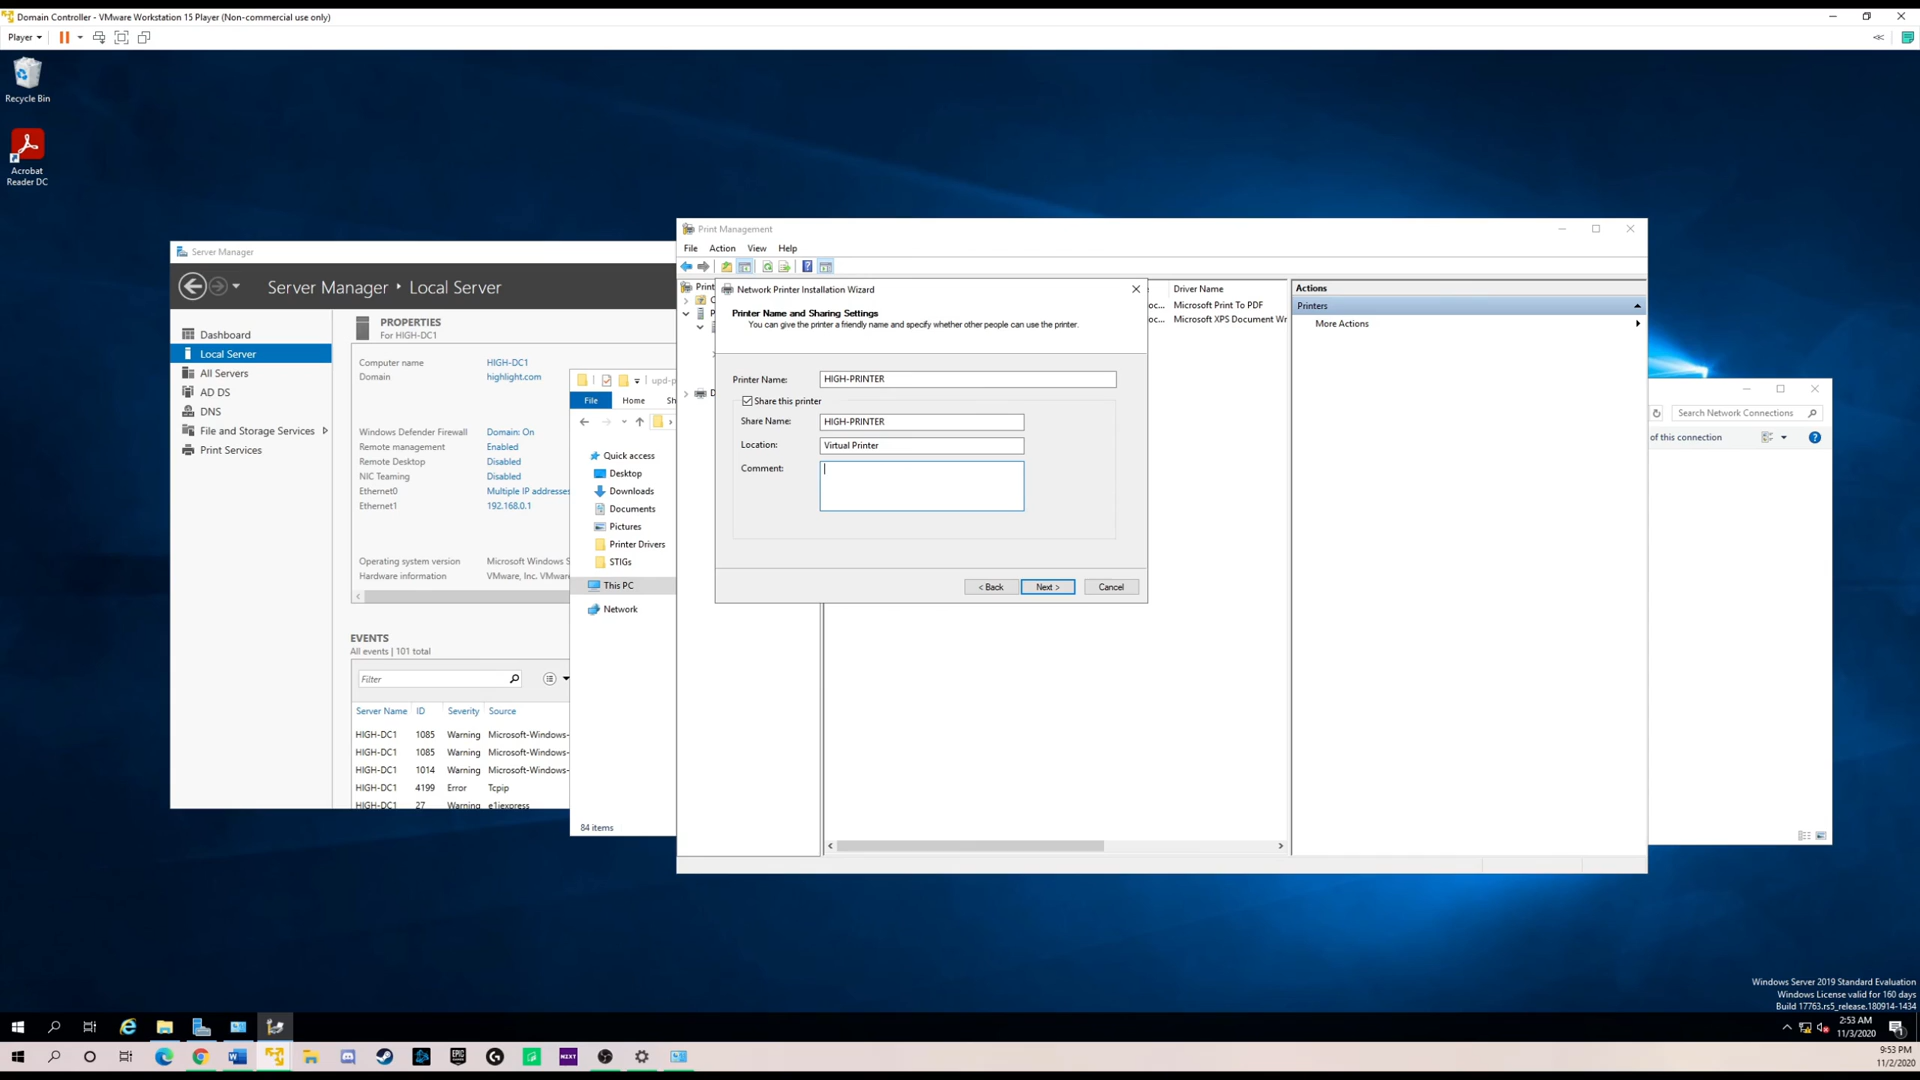 Domain Controller - VMware Workstation 15 Player (Non-commercial use only)
Player
Recycle Bin
Acrobat
Reader DC
Server Manager
Server Manager
Local Server
Dashboard
Local Server
All Servers
AD DS
DNS
File and Storage Services
Print Services
PROPERTIES
For HIGH-DC1
Computer name
HIGH-DC1
Domain
highlight.com
Windows Defender Firewall
Domain: On
Remote management
Enabled
Remote Desktop
Disabled
NIC Teaming
Disabled
Ethernet0
Multiple IP addresses
Ethernet1
192.168.0.1
Operating system version
Microsoft Windows S
Hardware information
VMware, Inc. VMwar
EVENTS
All events | 101 total
Filter
Server Name ID Severity Source
HIGH-DC1 1085 Warning Microsoft-Windows-
HIGH-DC1 1085 Warning Microsoft-Windows-
HIGH-DC1 1014 Warning Microsoft-Windows-
HIGH-DC1 4199 Error Tcpip
HIGH-DC1 27 Warning e1iexpress
upd-p
File Home Sh
Quick access
Desktop
Downloads
Documents
Pictures
Printer Drivers
STIGs
This PC
Network
84 items
Print Management
File Action View Help
Print
Driver Name
Microsoft Print To PDF
Microsoft XPS Document Wr
Actions
Printers
More Actions
Network Printer Installation Wizard
Printer Name and Sharing Settings
You can give the printer a friendly name and specify whether other people can use the printer.
Printer Name: HIGH-PRINTER
Share this printer
Share Name: HIGH-PRINTER
Location: Virtual Printer
Comment:
< Back Next > Cancel
Search Network Connections
of this connection
Windows Server 2019 Standard Evaluation
Windows License valid for 160 days
Build 17763.rs5_release.180914-1434
2:53 AM
11/3/2020
EPIC
NZXT
9:53 PM
11/2/2020